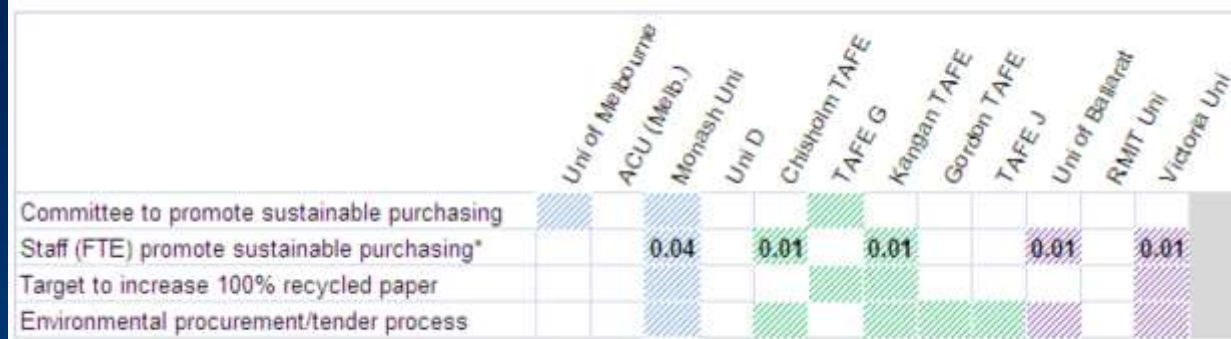 Uni of Melbourne
ACU (Melb.)
Monash Uni
Uni D
Chisholm TAFE
TAFE G
Kangan TAFE
Gordon TAFE
TAFE J
Uni of Ballarat
RMIT Uni
Victoria Uni
Committee to promote sustainable purchasing
Staff (FTE) promote sustainable purchasing* 0.04 0.01 0.01 0.01 0.01
Target to increase 100% recycled paper
Environmental procurement/tender process